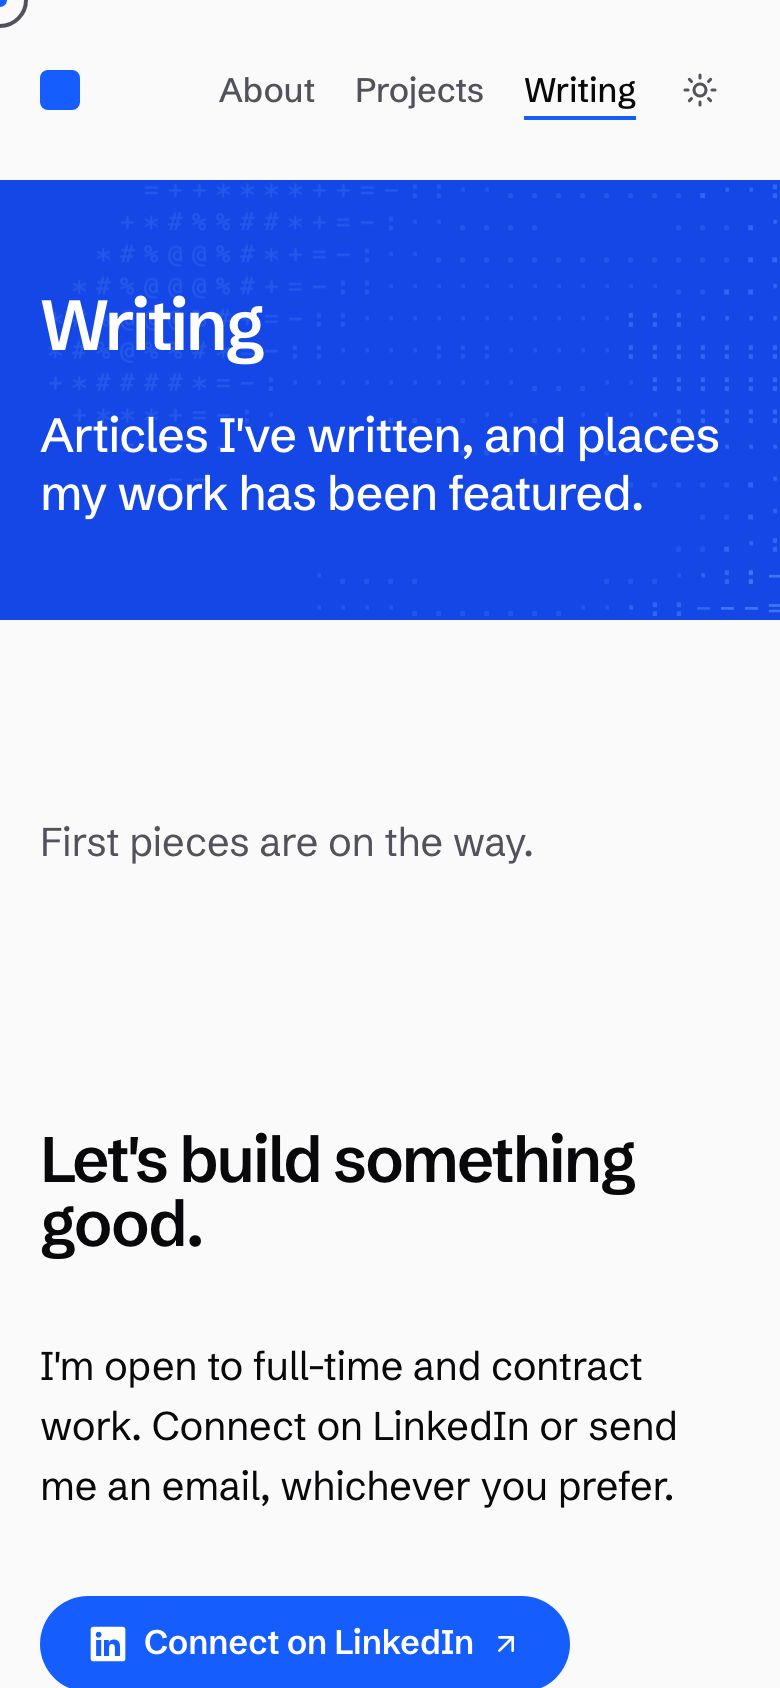 About Projects Writing
Writing
Articles I've written, and places
my work has been featured.
First pieces are on the way.
Let's build something
good.
I'm open to full-time and contract
work. Connect on LinkedIn or send
me an email, whichever you prefer.
in Connect on LinkedIn ↗